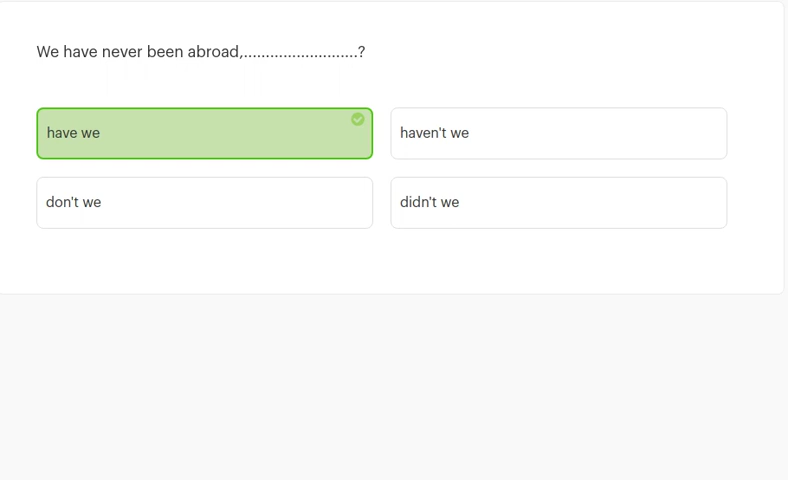 We have never been abroad,..........................?
have we
haven't we
don't we
didn't we